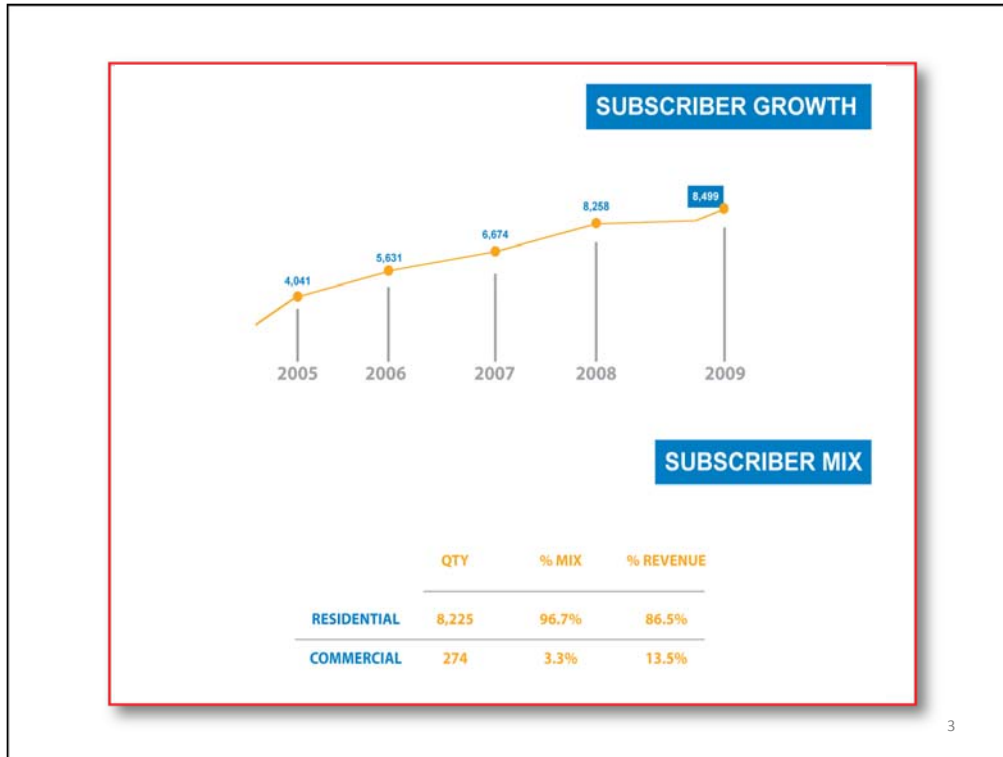 SUBSCRIBER GROWTH
8,499
8,258
6,674
5,631
4,041
2005 2006 2007 2008 2009
SUBSCRIBER MIX
QTY % MIX % REVENUE
RESIDENTIAL 8,225 96.7% 86.5%
COMMERCIAL 274 3.3% 13.5%
3